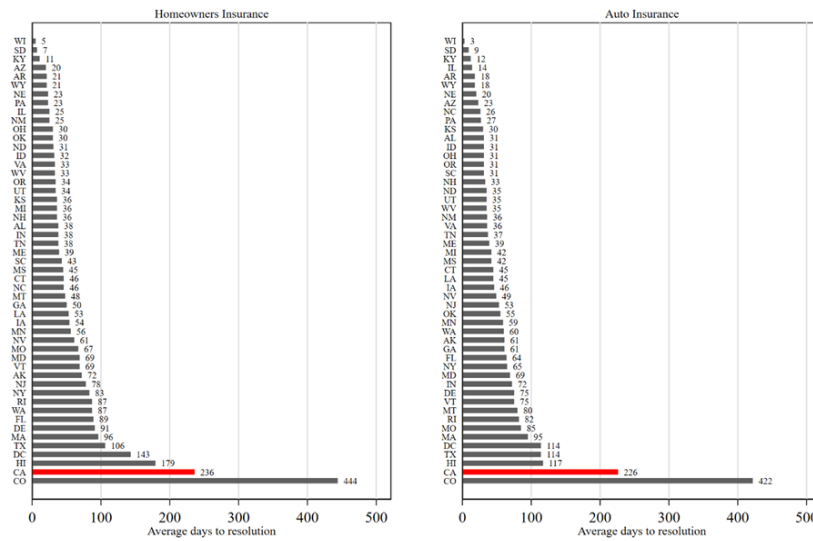 Homeowners Insurance
WI 5
SD 7
KY 11
AZ 20
AR 21
WY 21
NE 23
PA 23
IL 25
NM 25
OH 30
OK 30
ND 31
ID 32
VA 33
WV 33
OR 34
UT 34
KS 36
MI 36
NH 36
AL 38
IN 38
TN 38
ME 39
SC 43
MS 45
CT 46
NC 46
MT 48
GA 50
LA 53
IA 54
MN 56
NV 61
MO 67
MD 69
VT 69
AK 72
NJ 78
NY 83
RI 87
WA 87
FL 89
DE 91
MA 96
TX 106
DC 143
HI 179
CA 236
CO 444
0 100 200 300 400 500
Average days to resolution
Auto Insurance
WI 3
SD 9
KY 12
IL 14
AR 18
WY 18
NE 20
AZ 23
NC 26
PA 27
KS 30
AL 31
ID 31
OH 31
OR 31
SC 31
NH 33
ND 35
UT 35
WV 35
NM 36
VA 36
TN 37
ME 39
MI 42
MS 42
CT 45
LA 45
IA 46
NV 49
NJ 53
OK 55
MN 59
WA 60
AK 61
GA 61
FL 64
NY 65
MD 69
IN 72
DE 75
VT 75
MT 80
RI 82
MO 85
MA 95
DC 114
TX 114
HI 117
CA 226
CO 422
0 100 200 300 400 500
Average days to resolution